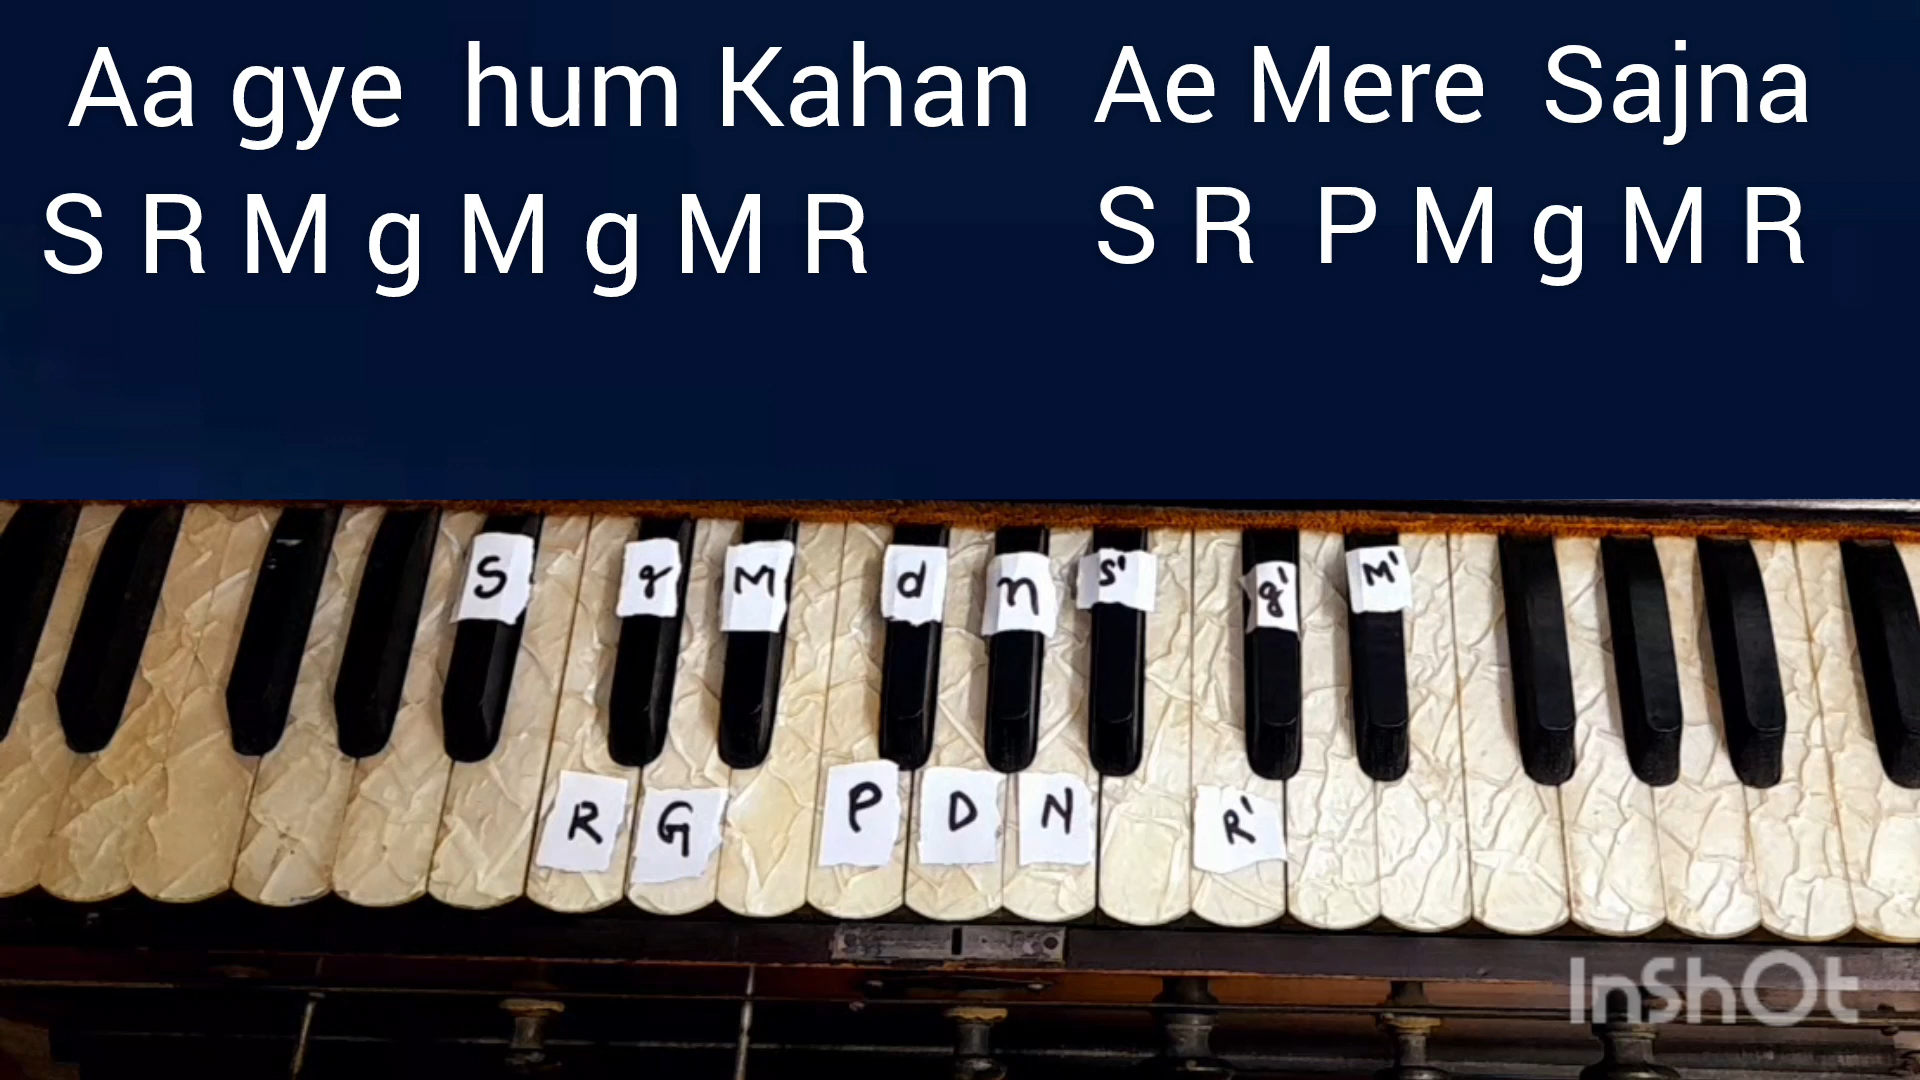 Aa gye hum Kahan Ae Mere Sajna
S R M g M g M R S R P M g M R
S g M d n S' g' M'
R G P D N R'
InShOt